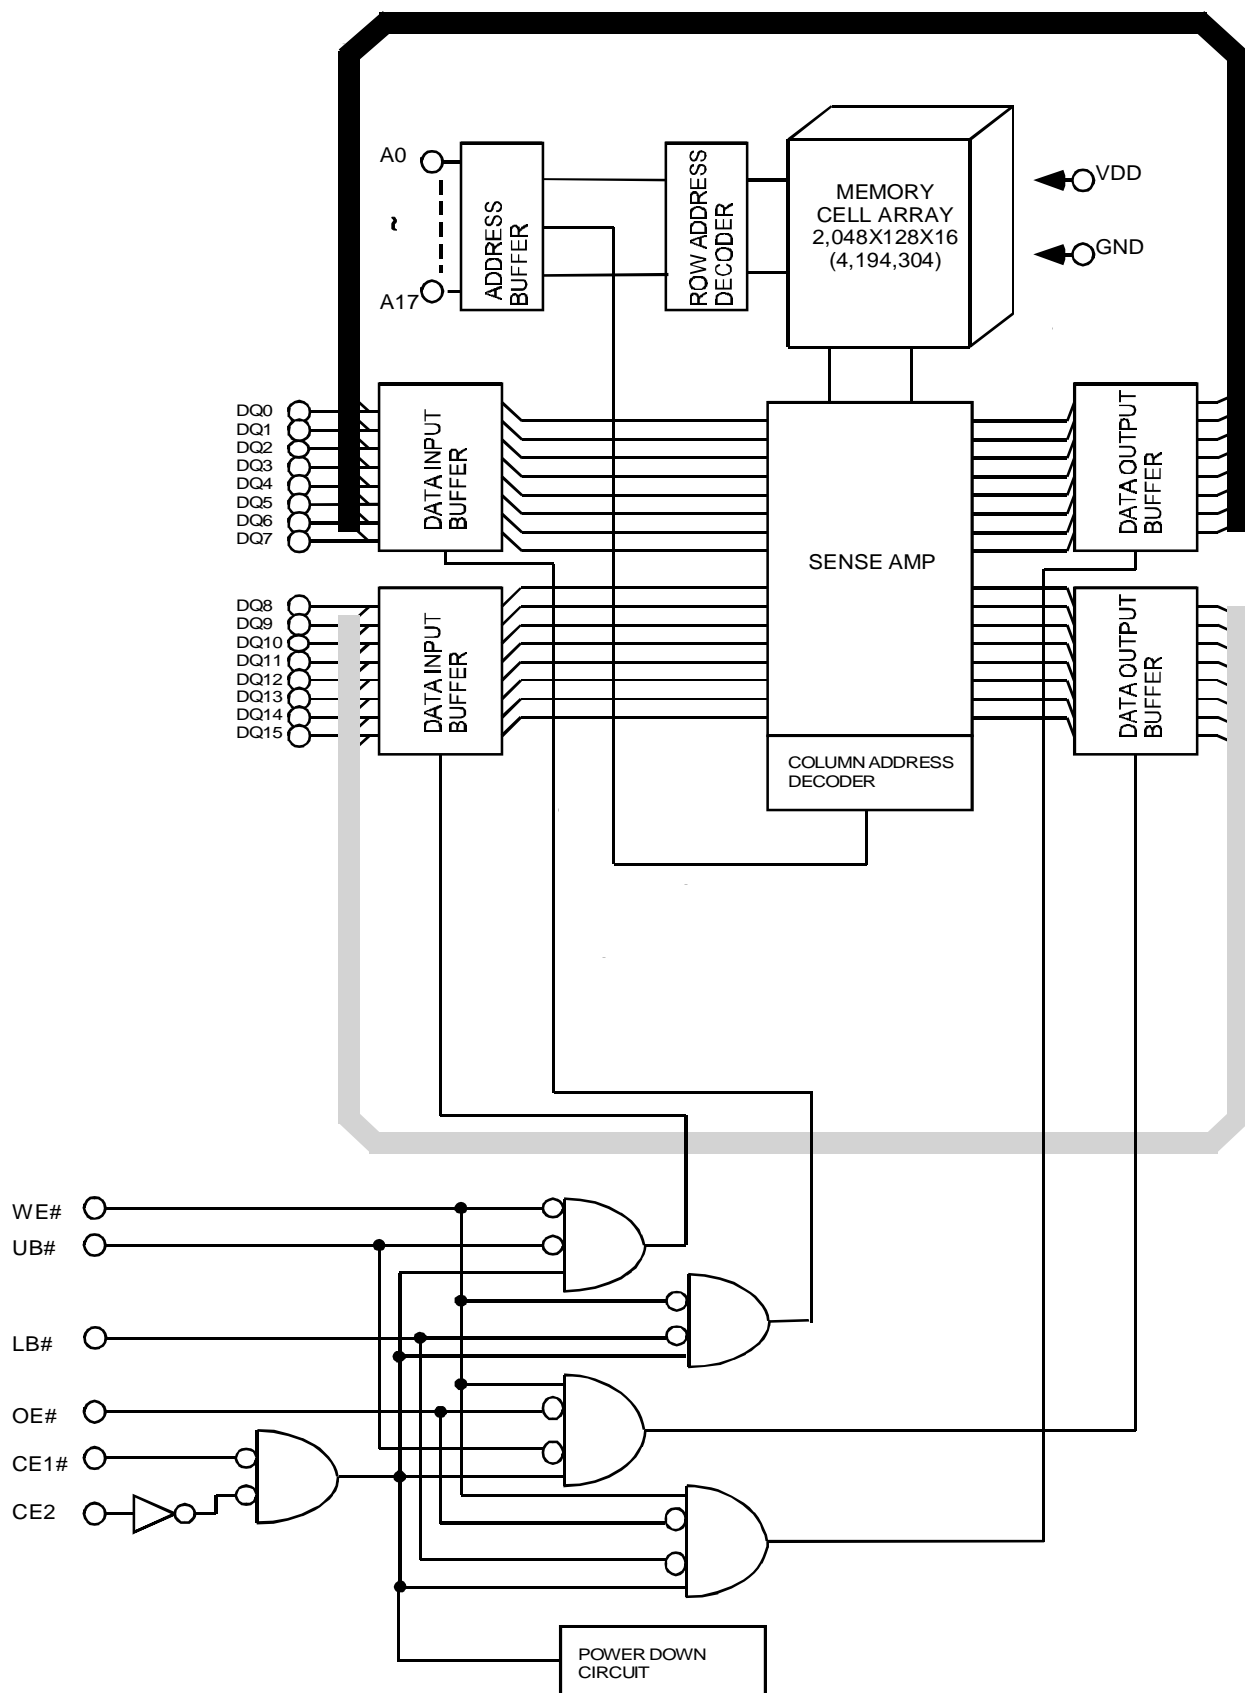 A0
~
A17
ADDRESS
BUFFER
ROW ADDRESS
DECODER
MEMORY
CELL ARRAY
2,048X128X16
(4,194,304)
VDD
GND
DQ0
DQ1
DQ2
DQ3
DQ4
DQ5
DQ6
DQ7
DATA INPUT
BUFFER
SENSE AMP
DATA OUTPUT
BUFFER
DQ8
DQ9
DQ10
DQ11
DQ12
DQ13
DQ14
DQ15
DATA INPUT
BUFFER
DATA OUTPUT
BUFFER
COLUMN ADDRESS
DECODER
WE#
UB#
LB#
OE#
CE1#
CE2
POWER DOWN
CIRCUIT